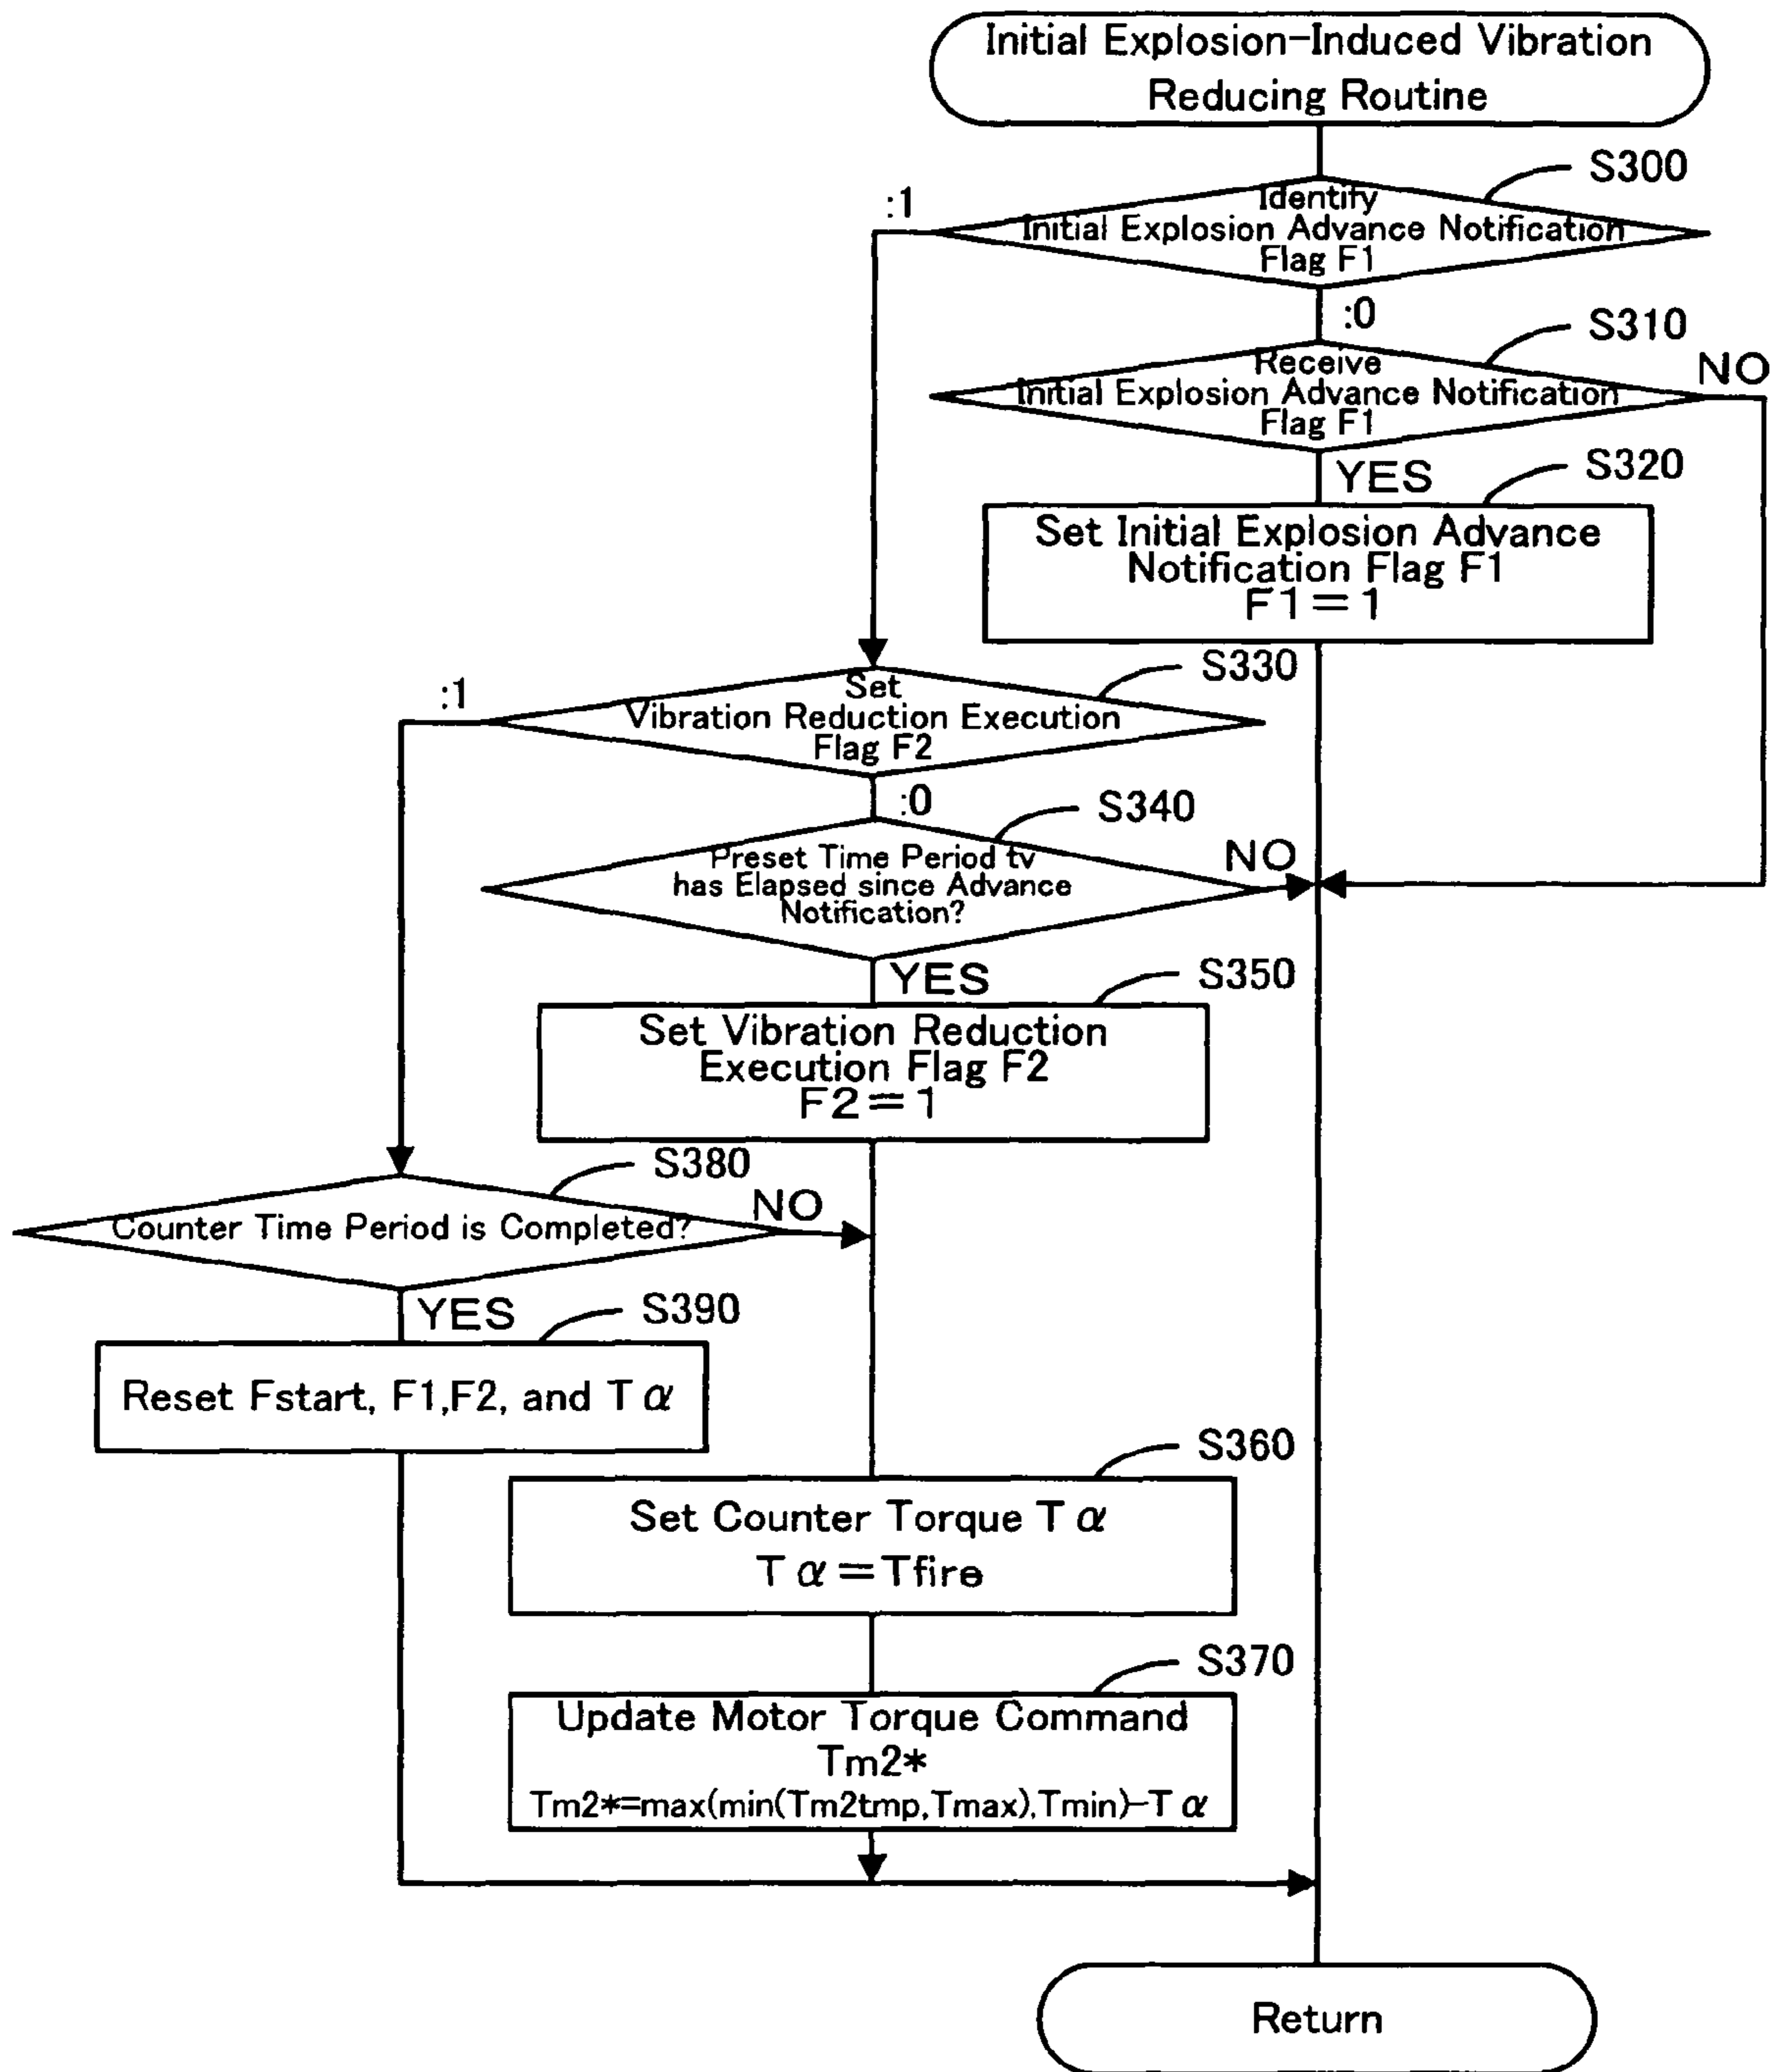 Initial Explosion-Induced Vibration
Reducing Routine
S300
:1
Identify
Initial Explosion Advance Notification
Flag F1
:0
S310
NO
Receive
Initial Explosion Advance Notification
Flag F1
YES
S320
Set Initial Explosion Advance
Notification Flag F1
F1=1
S330
:1
Set
Vibration Reduction Execution
Flag F2
:0
S340
NO
Preset Time Period tv
has Elapsed since Advance
Notification?
YES
S350
Set Vibration Reduction
Execution Flag F2
F2=1
S380
NO
Counter Time Period is Completed?
YES
S390
Reset Fstart, F1,F2, and T α
S360
Set Counter Torque T α
T α=Tfire
S370
Update Motor Torque Command
Tm2*
Tm2*=max(min(Tm2tmp,Tmax),Tmin)-T α
Return